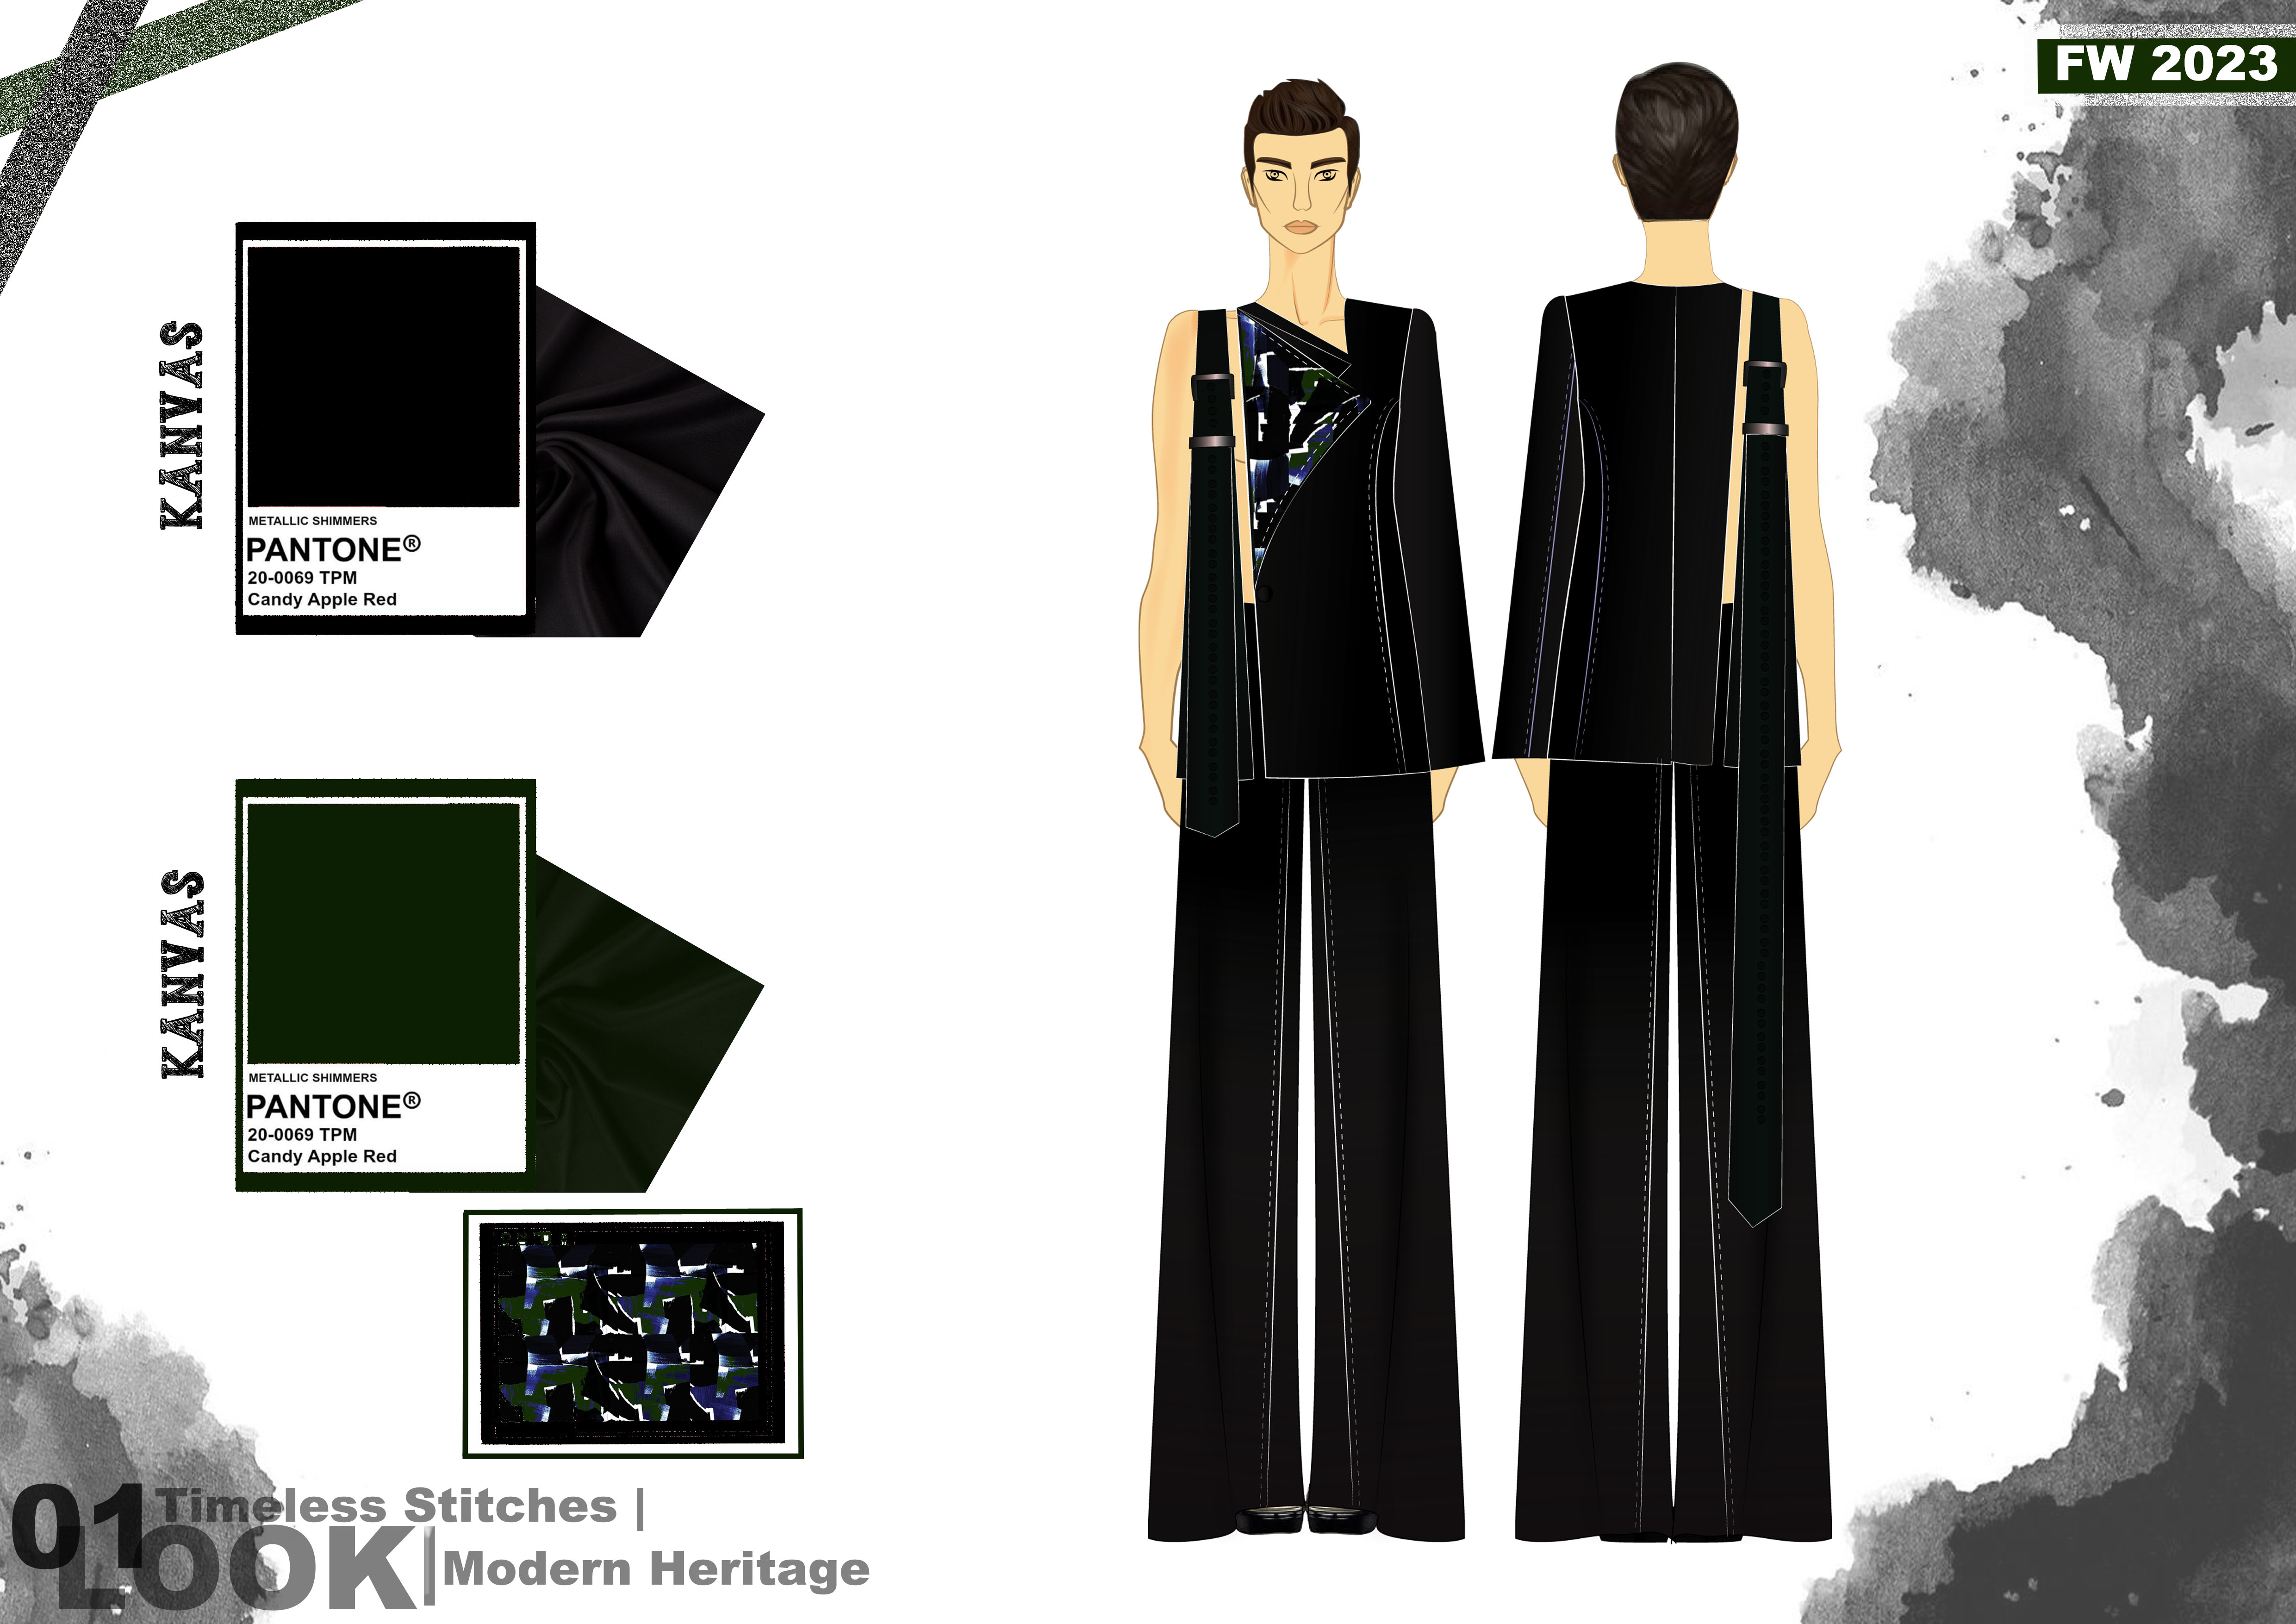 FW 2023
KANVAS
METALLIC SHIMMERS
PANTONE®
20-0069 TPM
Candy Apple Red
KANVAS
METALLIC SHIMMERS
PANTONE®
20-0069 TPM
Candy Apple Red
01
Timeless Stitches |
LOOK|
Modern Heritage